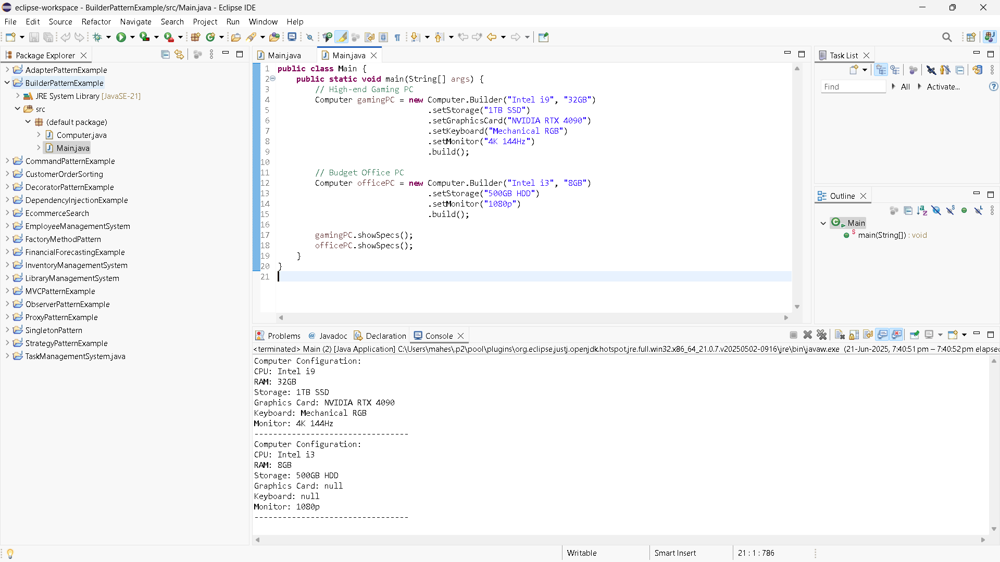 eclipse-workspace - BuilderPatternExample/src/Main.java - Eclipse IDE
File Edit Source Refactor Navigate Search Project Run Window Help
Package Explorer
AdapterPatternExample
BuilderPatternExample
JRE System Library [JavaSE-21]
src
(default package)
Computer.java
Main.java
CommandPatternExample
CustomerOrderSorting
DecoratorPatternExample
DependencyInjectionExample
EcommerceSearch
EmployeeManagementSystem
FactoryMethodPattern
FinancialForecastingExample
InventoryManagementSystem
LibraryManagementSystem
MVCPatternExample
ObserverPatternExample
ProxyPatternExample
SingletonPattern
StrategyPatternExample
TaskManagementSystem.java
Main.java Main.java
1 public class Main {
2 public static void main(String[] args) {
3 // High-end Gaming PC
4 Computer gamingPC = new Computer.Builder("Intel i9", "32GB")
5 .setStorage("1TB SSD")
6 .setGraphicsCard("NVIDIA RTX 4090")
7 .setKeyboard("Mechanical RGB")
8 .setMonitor("4K 144Hz")
9 .build();
10
11 // Budget Office PC
12 Computer officePC = new Computer.Builder("Intel i3", "8GB")
13 .setStorage("500GB HDD")
14 .setMonitor("1080p")
15 .build();
16
17 gamingPC.showSpecs();
18 officePC.showSpecs();
19 }
20 }
21
Task List
Find All Activate...
Outline
Main
main(String[]) : void
Problems Javadoc Declaration Console
<terminated> Main (2) [Java Application] C:\Users\mahes\.p2\pool\plugins\org.eclipse.justj.openjdk.hotspot.jre.full.win32.x86_64_21.0.7.v20250502-0916\jre\bin\javaw.exe (21-Jun-2025, 7:40:51 pm – 7:40:52 pm elapsed
Computer Configuration:
CPU: Intel i9
RAM: 32GB
Storage: 1TB SSD
Graphics Card: NVIDIA RTX 4090
Keyboard: Mechanical RGB
Monitor: 4K 144Hz
---------------------------------
Computer Configuration:
CPU: Intel i3
RAM: 8GB
Storage: 500GB HDD
Graphics Card: null
Keyboard: null
Monitor: 1080p
---------------------------------
Writable Smart Insert 21 : 1 : 786